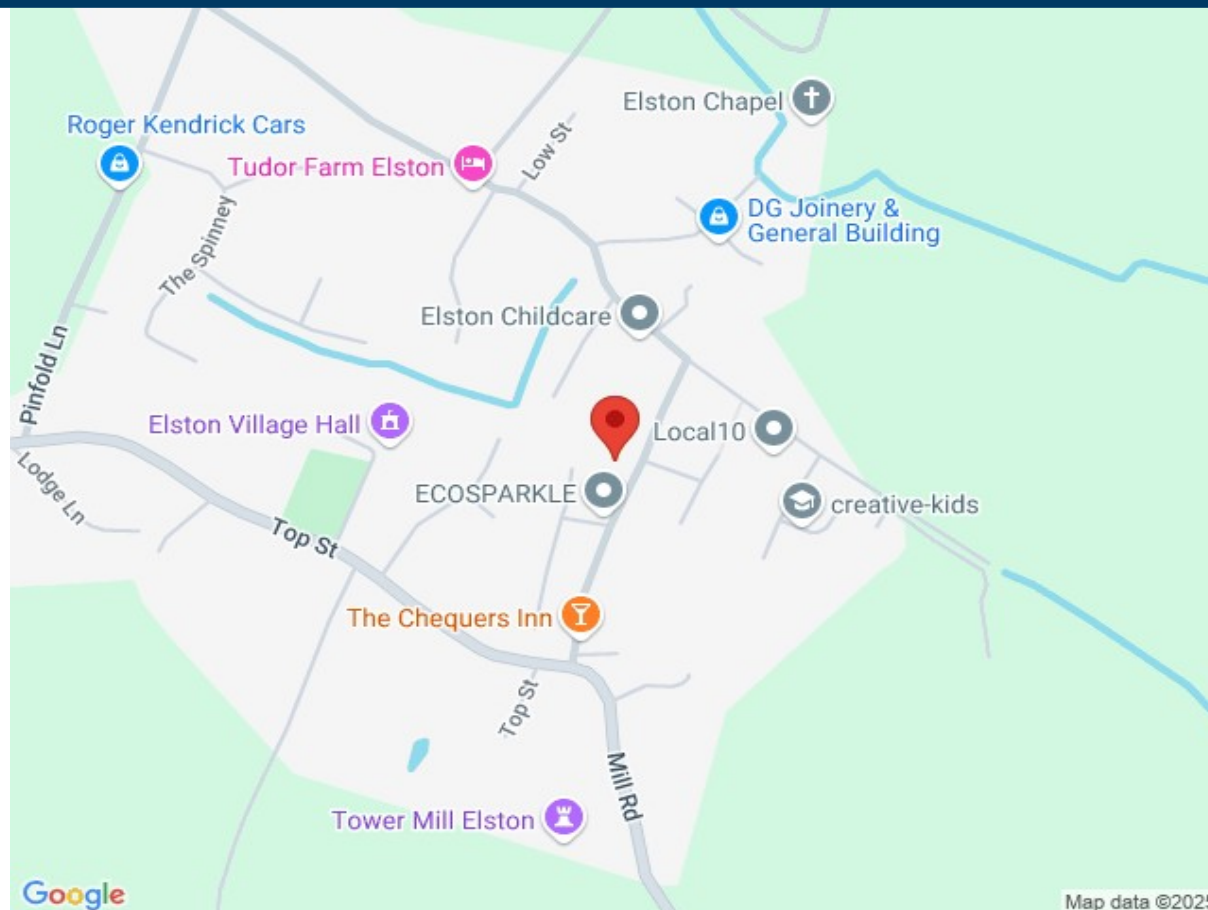 Elston Chapel
Roger Kendrick Cars
Low St
Tudor Farm Elston
DG Joinery &
General Building
The Spinney
Elston Childcare
Pinfold Ln
Elston Village Hall
Local10
Lodge Ln
ECOSPARKLE
creative-kids
Top St
The Chequers Inn
Top St
Mill Rd
Tower Mill Elston
Google
Map data ©2025